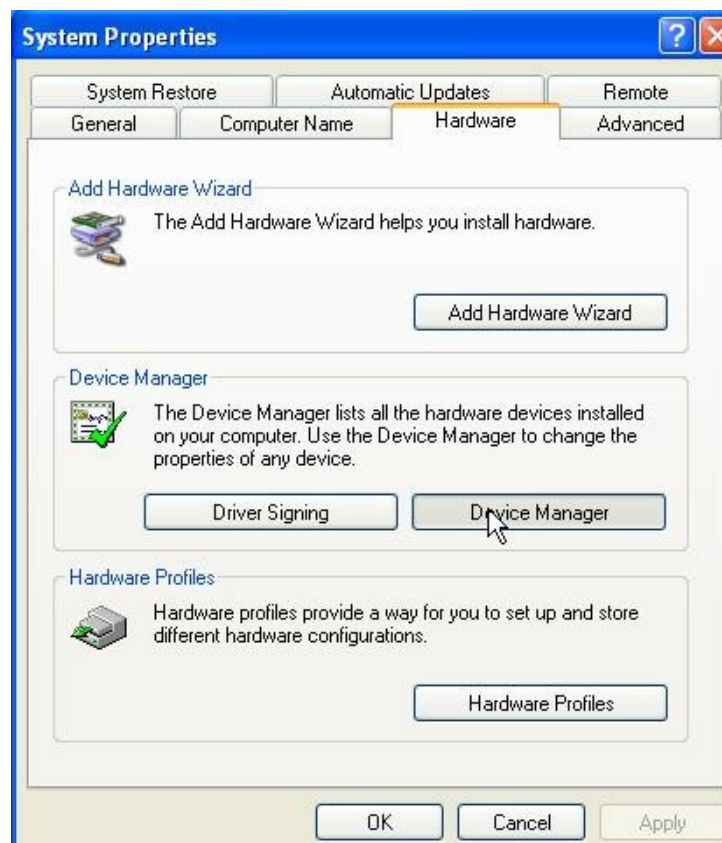 System Properties
System Restore Automatic Updates Remote
General Computer Name Hardware Advanced
Add Hardware Wizard
The Add Hardware Wizard helps you install hardware.
Add Hardware Wizard
Device Manager
The Device Manager lists all the hardware devices installed
on your computer. Use the Device Manager to change the
properties of any device.
Driver Signing Device Manager
Hardware Profiles
Hardware profiles provide a way for you to set up and store
different hardware configurations.
Hardware Profiles
OK Cancel Apply